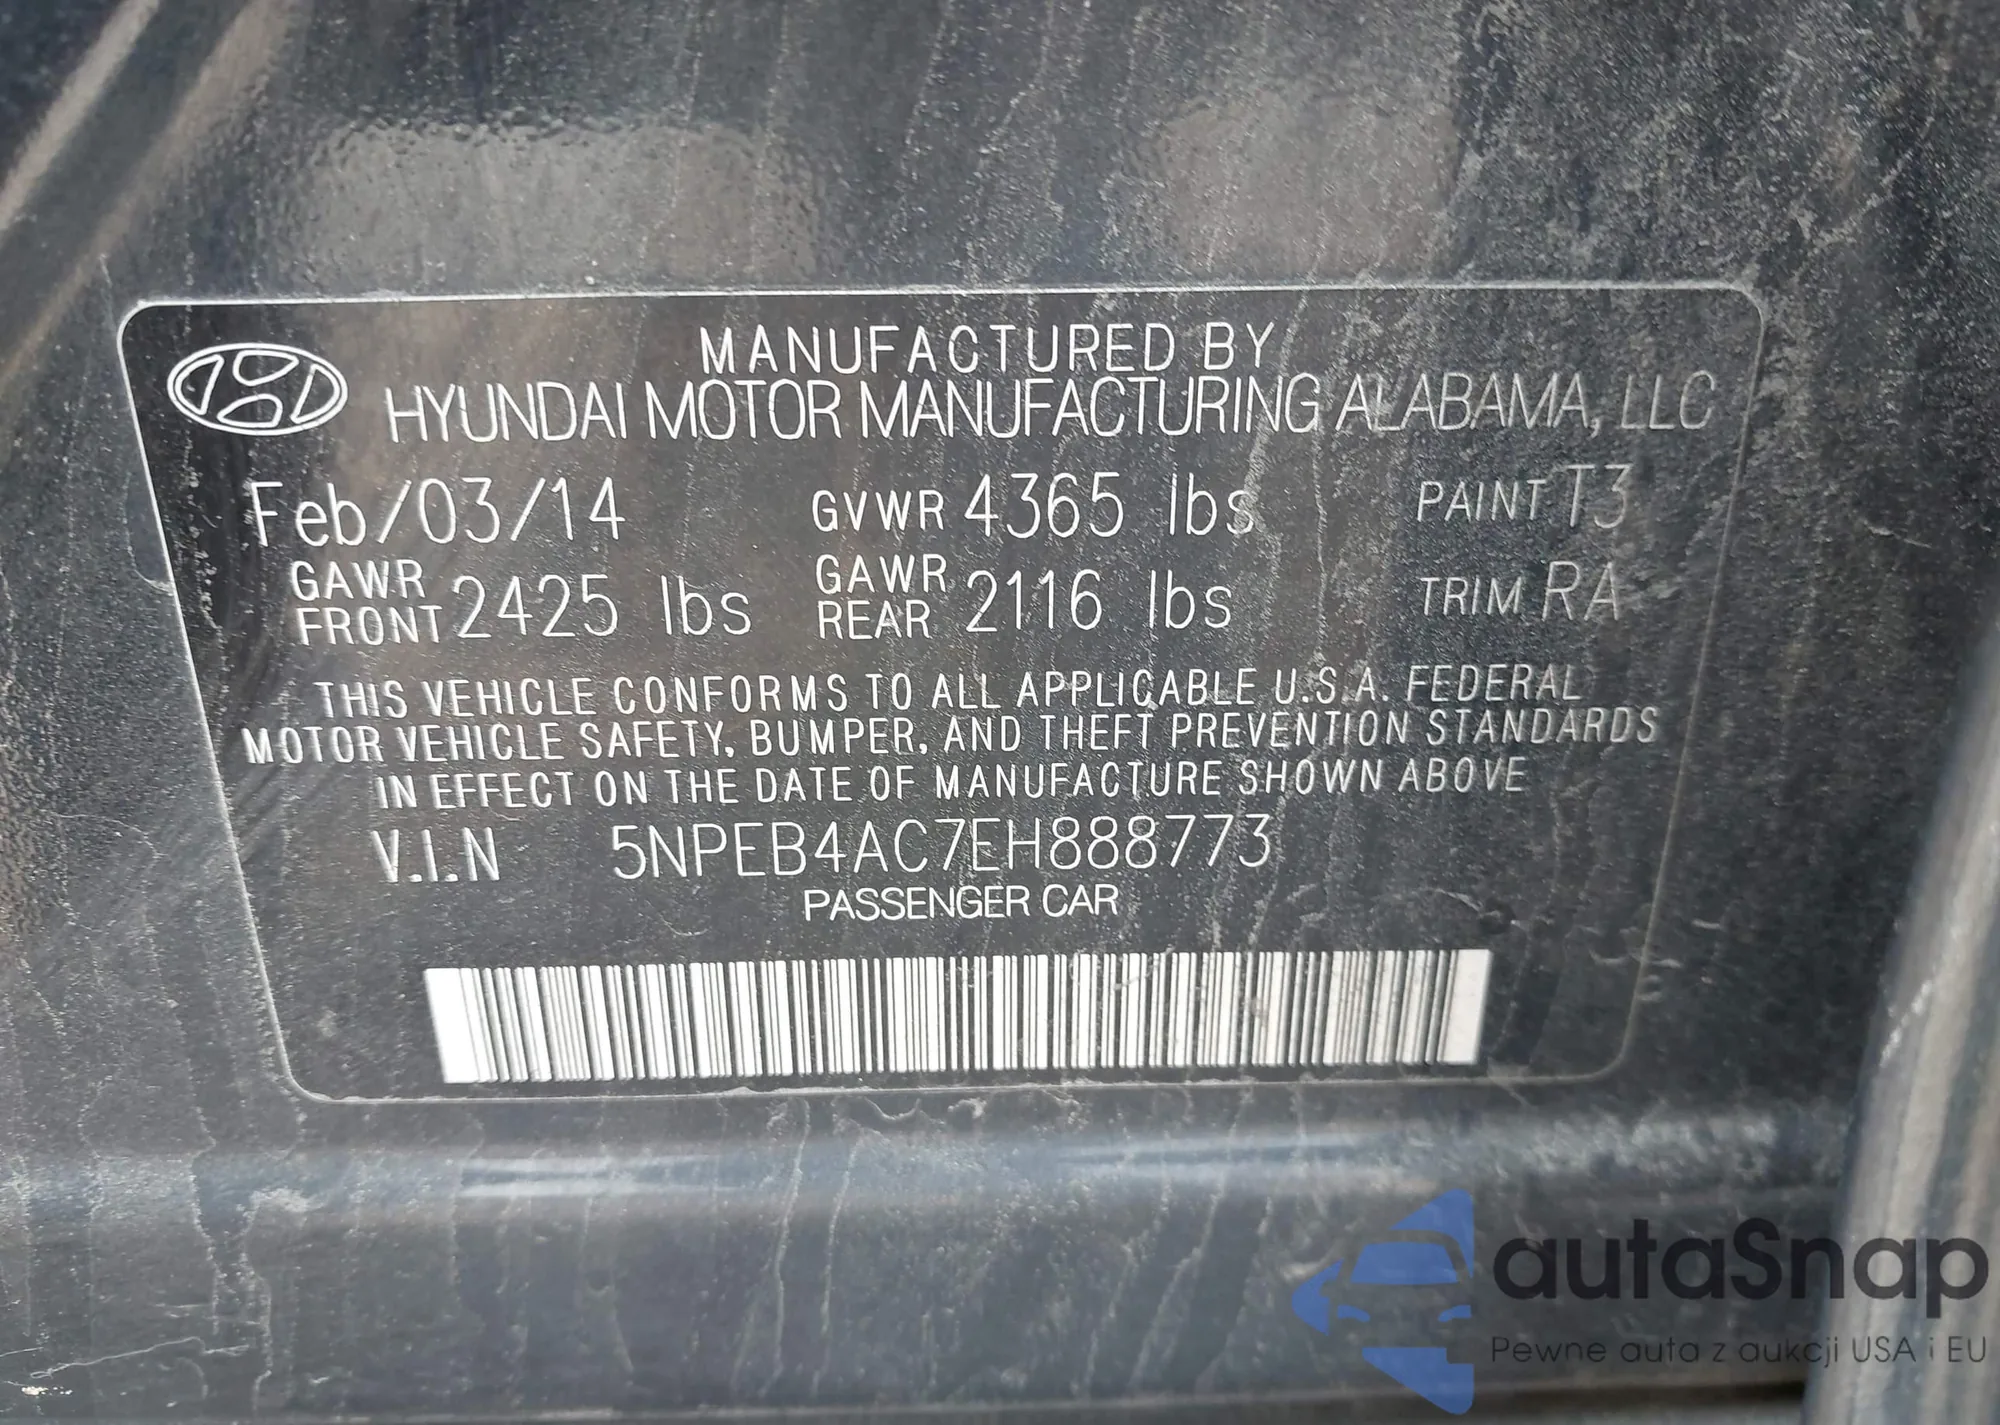 MANUFACTURED BY
HYUNDAI MOTOR MANUFACTURING ALABAMA, LLC
Feb/03/14 GVWR 4365 lbs PAINT T3
GAWR FRONT 2425 lbs GAWR REAR 2116 lbs TRIM RA
THIS VEHICLE CONFORMS TO ALL APPLICABLE U.S.A. FEDERAL
MOTOR VEHICLE SAFETY, BUMPER, AND THEFT PREVENTION STANDARDS
IN EFFECT ON THE DATE OF MANUFACTURE SHOWN ABOVE
V.I.N 5NPEB4AC7EH888773
PASSENGER CAR
autaSnap
Pewne auta z aukcji USA i EU